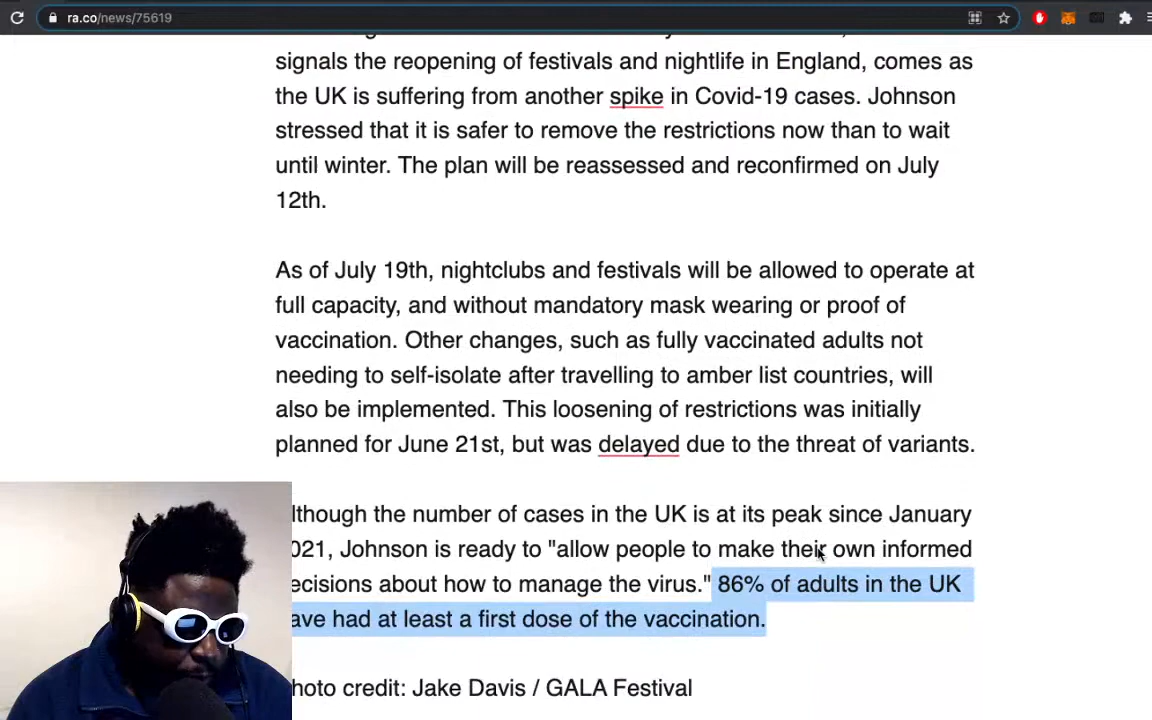 ra.co/news/75619
signals the reopening of festivals and nightlife in England, comes as
the UK is suffering from another spike in Covid-19 cases. Johnson
stressed that it is safer to remove the restrictions now than to wait
until winter. The plan will be reassessed and reconfirmed on July
12th.
As of July 19th, nightclubs and festivals will be allowed to operate at
full capacity, and without mandatory mask wearing or proof of
vaccination. Other changes, such as fully vaccinated adults not
needing to self-isolate after travelling to amber list countries, will
also be implemented. This loosening of restrictions was initially
planned for June 21st, but was delayed due to the threat of variants.
lthough the number of cases in the UK is at its peak since January
021, Johnson is ready to "allow people to make their own informed
ecisions about how to manage the virus." 86% of adults in the UK
ave had at least a first dose of the vaccination.
hoto credit: Jake Davis / GALA Festival